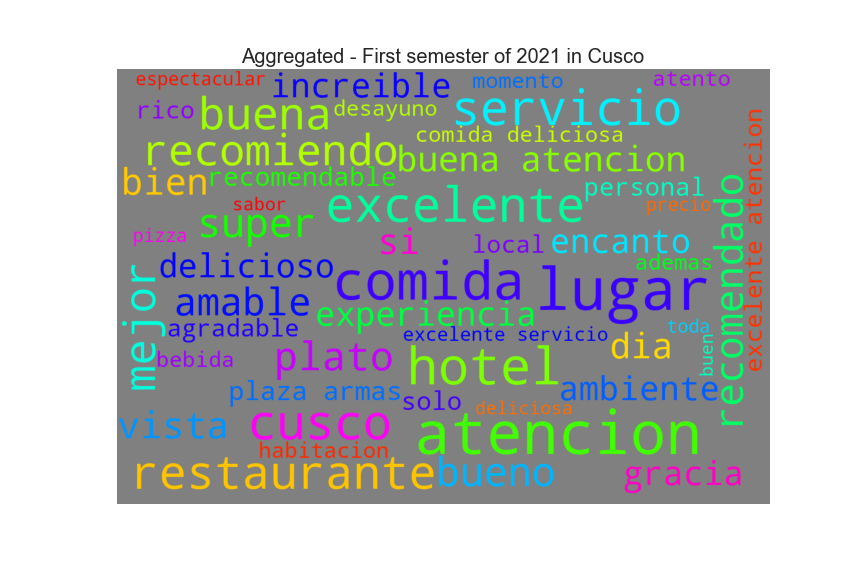 Aggregated - First semester of 2021 in Cusco
espectacular
increible
momento
atento
rico
buena
desayuno
servicio
comida deliciosa
recomiendo
buena atencion
bien
recomendable
personal
sabor
excelente
precio
super
pizza
si
local
encanto
ademas
recomendado
excelente atencion
delicioso
comida
lugar
amable
experiencia
mejor
agradable
excelente servicio
toda
dia
buen
bebida
plato
hotel
plaza armas
solo
ambiente
deliciosa
vista
cusco
atencion
habitacion
restaurante
bueno
gracia